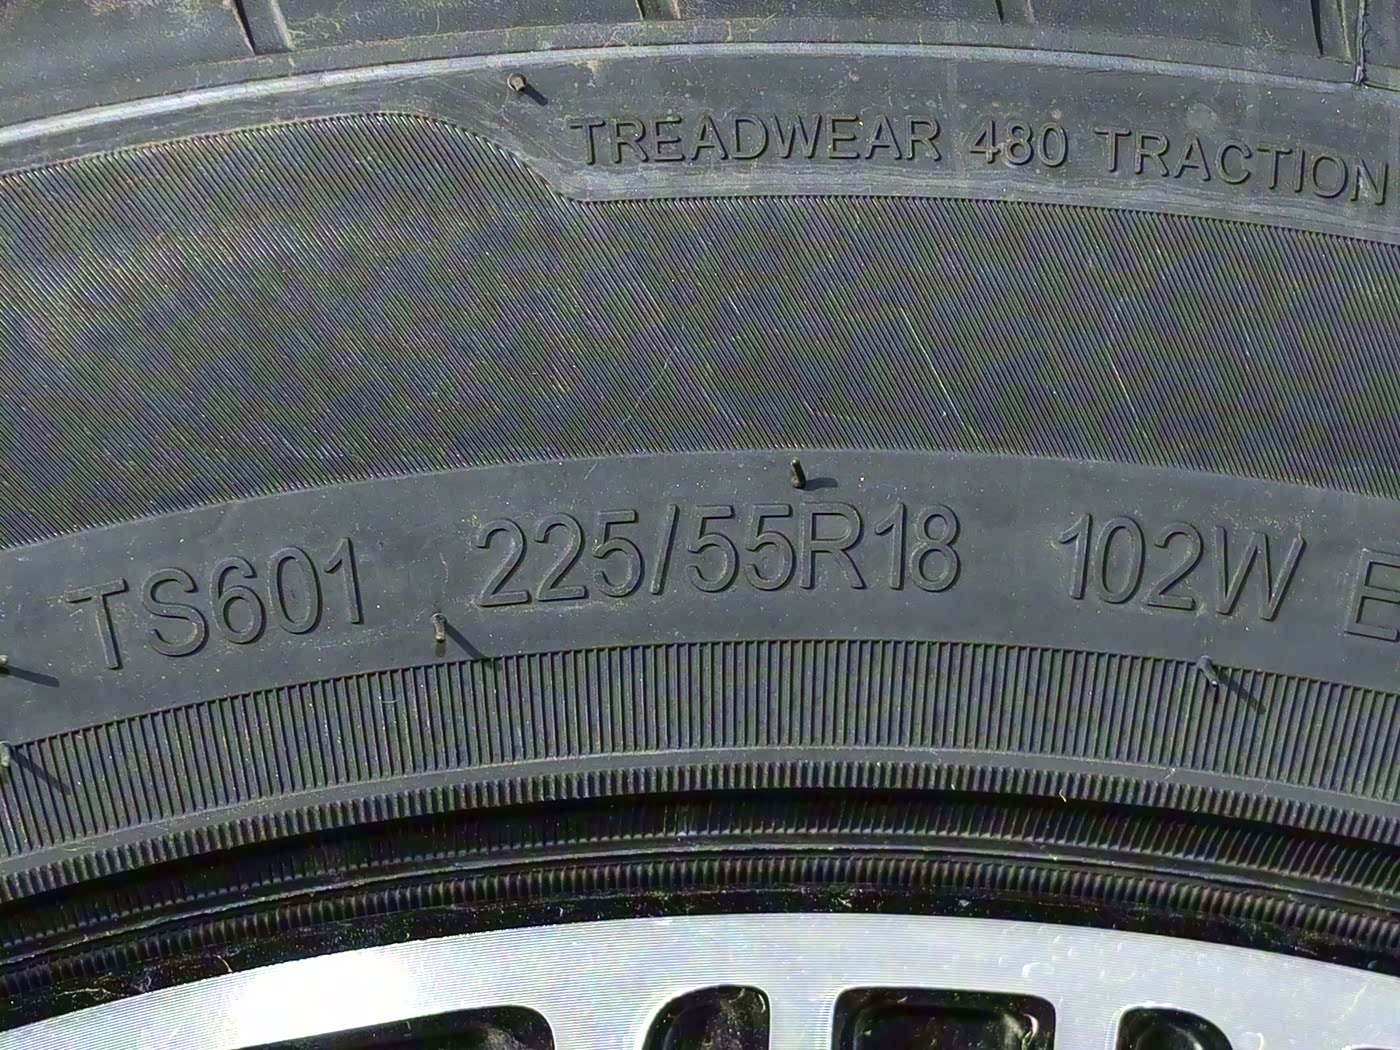 TREADWEAR 480 TRACTION
TS601 225/55R18 102W